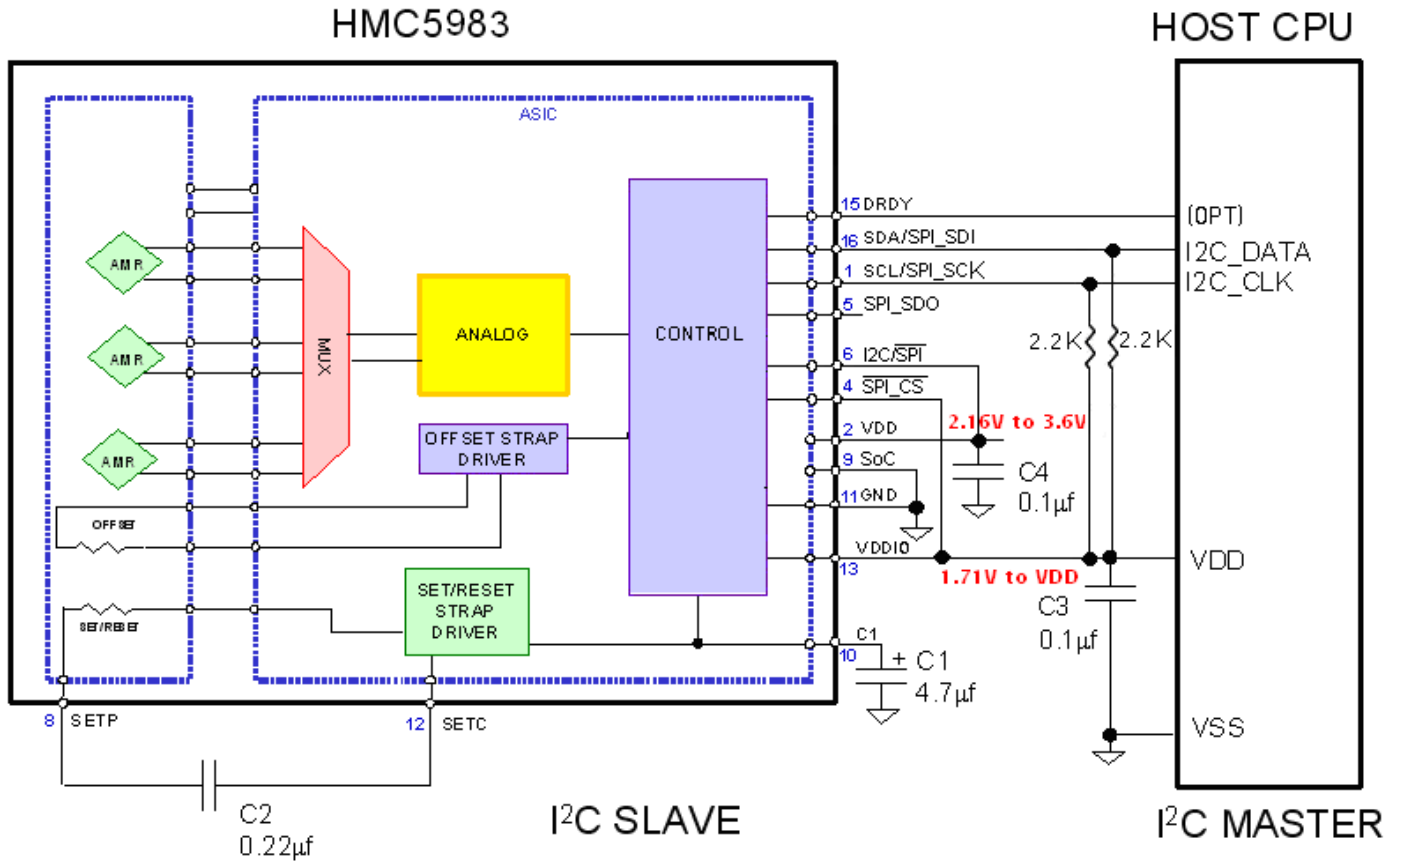 HMC5983
HOST CPU
ASIC
15 DRDY
(OPT)
16 SDA/SPI_SDI
I2C_DATA
1 SCL/SPI_SCK
I2C_CLK
5 SPI_SDO
AMR
AMR
AMR
MUX
ANALOG
CONTROL
2.2K
2.2K
6 I2C/SPI
4 SPI_CS
2.16V to 3.6V
2 VDD
OFFSET STRAP
DRIVER
9 SoC
C4
0.1µf
11 GND
OFFSET
VDDIO
13
VDD
1.71V to VDD
SET/RESET
STRAP
DRIVER
C3
0.1µf
SET/RESET
C1
10
+ C1
4.7µf
8 SETP
12 SETC
VSS
C2
0.22µf
I²C SLAVE
I²C MASTER